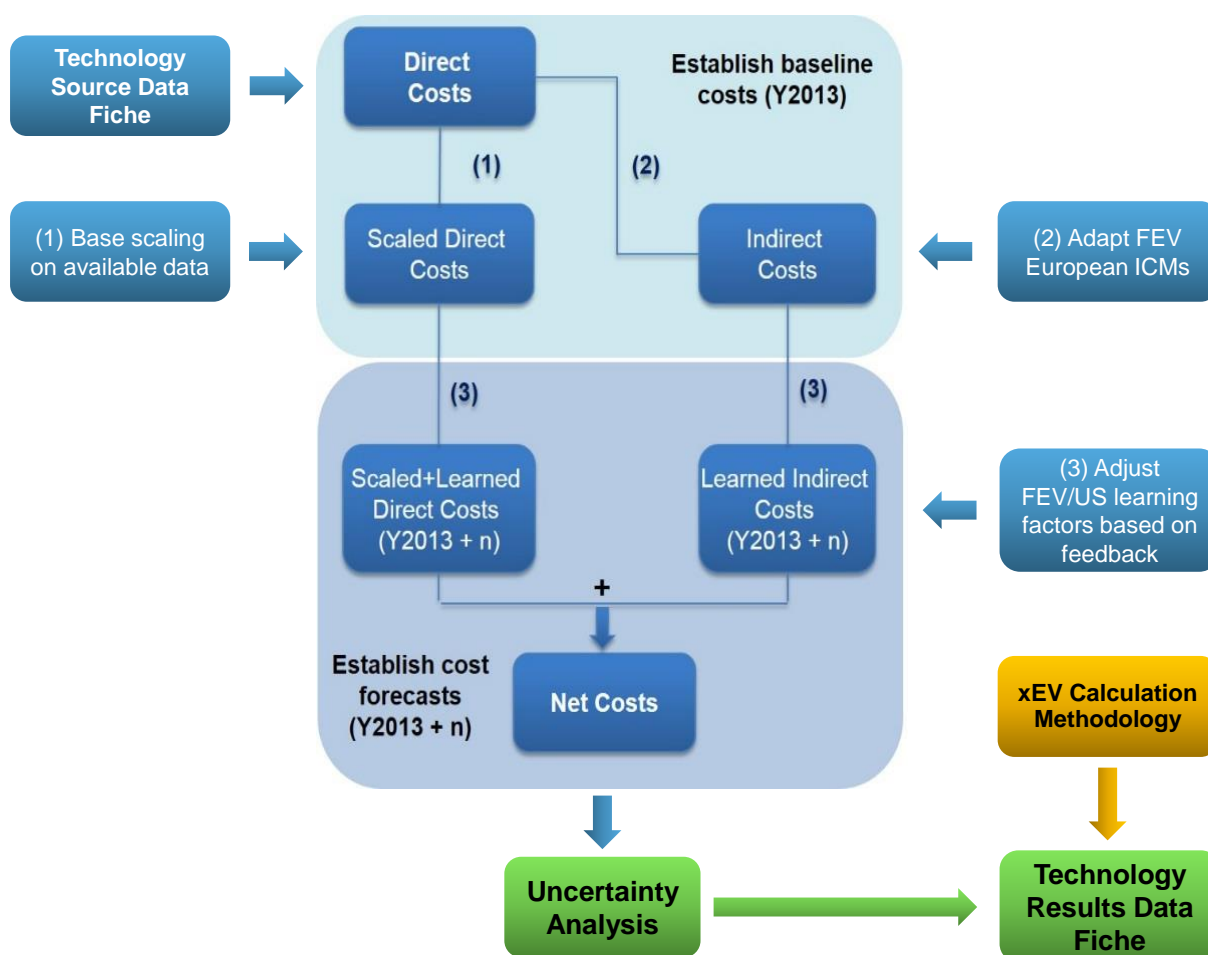 Technology
Source Data
Fiche
Direct
Costs
Establish baseline
costs (Y2013)
(1)
(2)
(1) Base scaling
on available data
Scaled Direct
Costs
Indirect
Costs
(2) Adapt FEV
European ICMs
(3)
(3)
Scaled+Learned
Direct Costs
(Y2013 + n)
Learned Indirect
Costs
(Y2013 + n)
(3) Adjust
FEV/US learning
factors based on
feedback
+
Establish cost
forecasts
(Y2013 + n)
Net Costs
xEV Calculation
Methodology
Uncertainty
Analysis
Technology
Results Data
Fiche